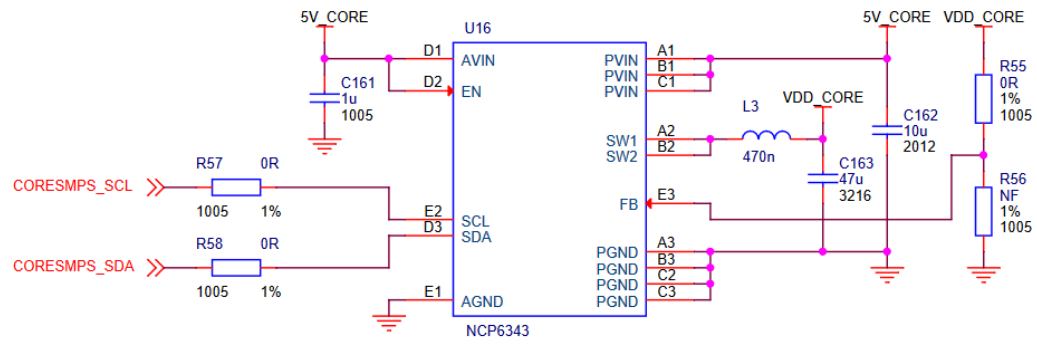 5V_CORE
5V_CORE
VDD_CORE
U16
D1
AVIN
PVIN
A1
PVIN
B1
PVIN
C1
C161
1u
1005
D2
EN
R55
0R
1%
1005
L3
VDD_CORE
470n
SW1
A2
SW2
B2
C162
10u
2012
C163
47u
3216
R57
0R
CORESMPS_SCL
1005
1%
E2
SCL
D3
SDA
FB
E3
R56
NF
1%
1005
R58
0R
CORESMPS_SDA
1005
1%
PGND
A3
PGND
B3
PGND
C2
PGND
C3
E1
AGND
NCP6343